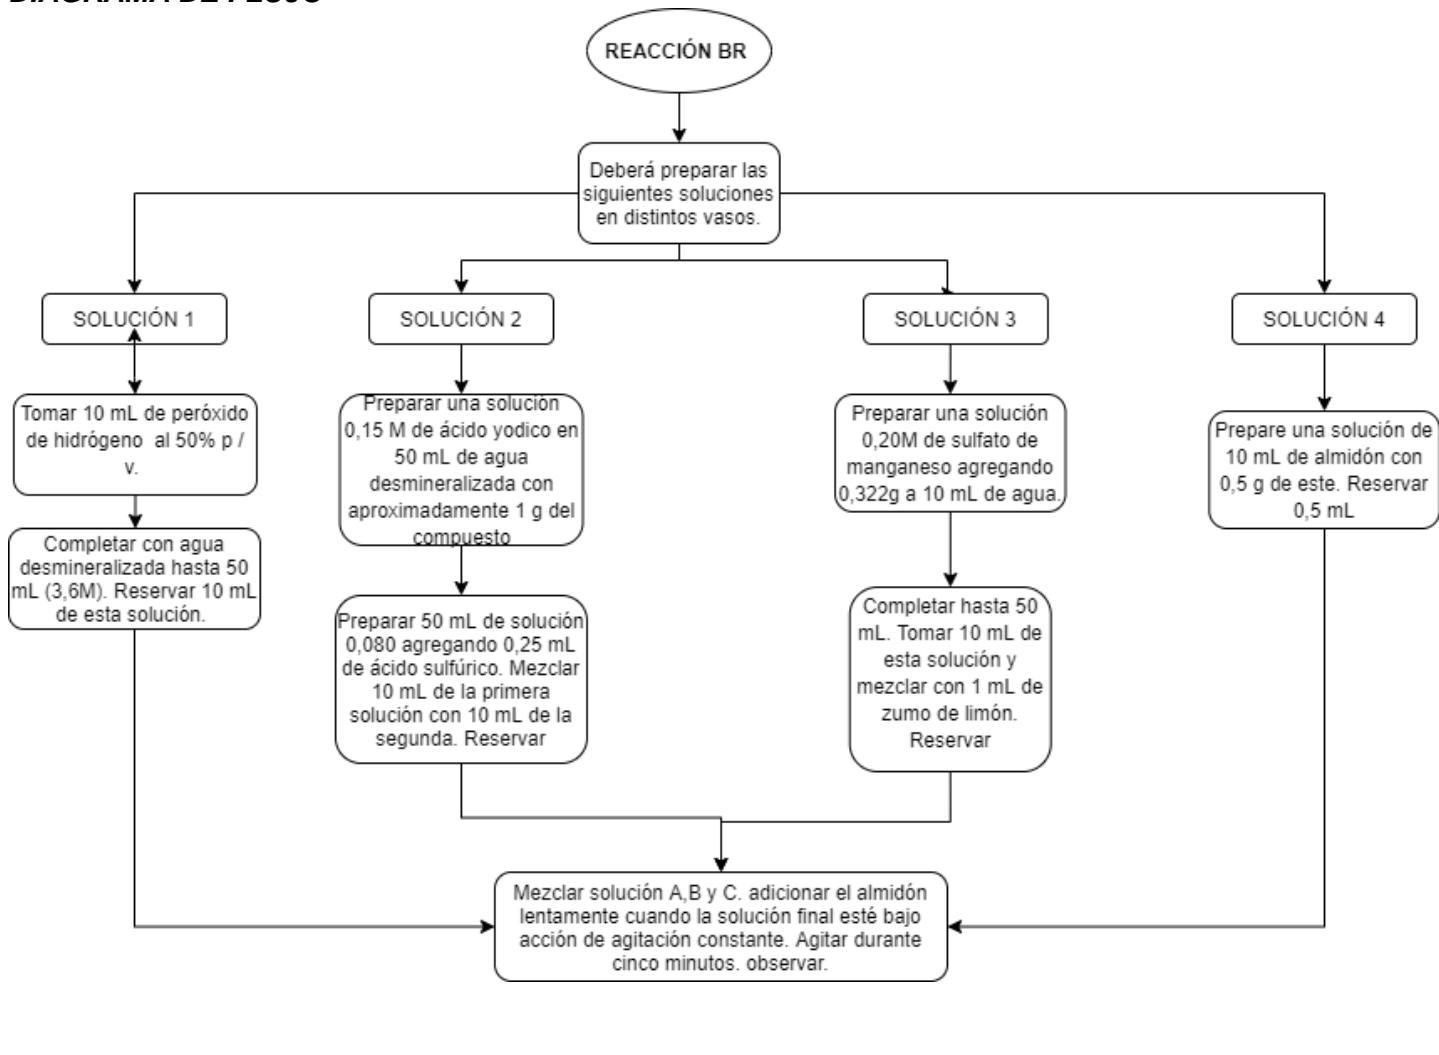 DIAGRAMA DE FLUJO
REACCIÓN BR
Deberá preparar las
siguientes soluciones
en distintos vasos.
SOLUCIÓN 1
SOLUCIÓN 2
SOLUCIÓN 3
SOLUCIÓN 4
Tomar 10 mL de peróxido
de hidrógeno al 50% p /
v.
Completar con agua
desmineralizada hasta 50
mL (3,6M). Reservar 10 mL
de esta solución.
Preparar una solución
0,15 M de ácido yodico en
50 mL de agua
desmineralizada con
aproximadamente 1 g del
compuesto
Preparar 50 mL de solución
0,080 agregando 0,25 mL
de ácido sulfúrico. Mezclar
10 mL de la primera
solución con 10 mL de la
segunda. Reservar
Preparar una solución
0,20M de sulfato de
manganeso agregando
0,322g a 10 mL de agua.
Completar hasta 50
mL. Tomar 10 mL de
esta solución y
mezclar con 1 mL de
zumo de limón.
Reservar
Prepare una solución de
10 mL de almidón con
0,5 g de este. Reservar
0,5 mL
Mezclar solución A,B y C. adicionar el almidón
lentamente cuando la solución final esté bajo
acción de agitación constante. Agitar durante
cinco minutos. observar.